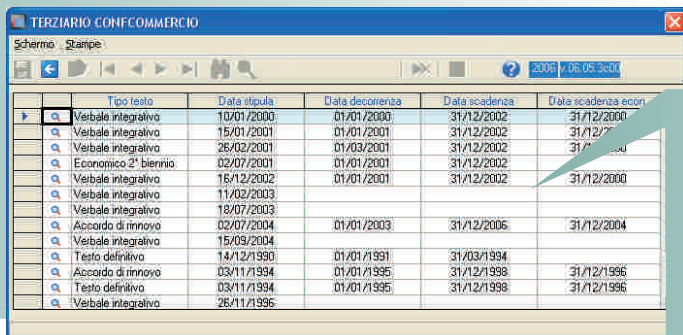 TERZIARIO CONFCOMMERCIO
Schermo Stampe
2006 v.06.05.3c00
Tipo testo Data stipula Data decorrenza Data scadenza Data scadenza econ.
Verbale integrativo 10/01/2000 01/01/2000 31/12/2002 31/12/2000
Verbale integrativo 15/01/2001 01/01/2001 31/12/2002
Verbale integrativo 26/02/2001 01/03/2001 31/12/2002
Economico 2° biennio 02/07/2001 01/01/2001 31/12/2002
Verbale integrativo 16/12/2002 01/01/2001 31/12/2002 31/12/2000
Verbale integrativo 11/02/2003
Verbale integrativo 18/07/2003
Accordo di rinnovo 02/07/2004 01/01/2003 31/12/2006 31/12/2004
Verbale integrativo 15/09/2004
Testo definitivo 14/12/1990 01/01/1991 31/03/1994
Accordo di rinnovo 03/11/1994 01/01/1995 31/12/1998 31/12/1996
Testo definitivo 03/11/1994 01/01/1995 31/12/1998 31/12/1996
Verbale integrativo 26/11/1996